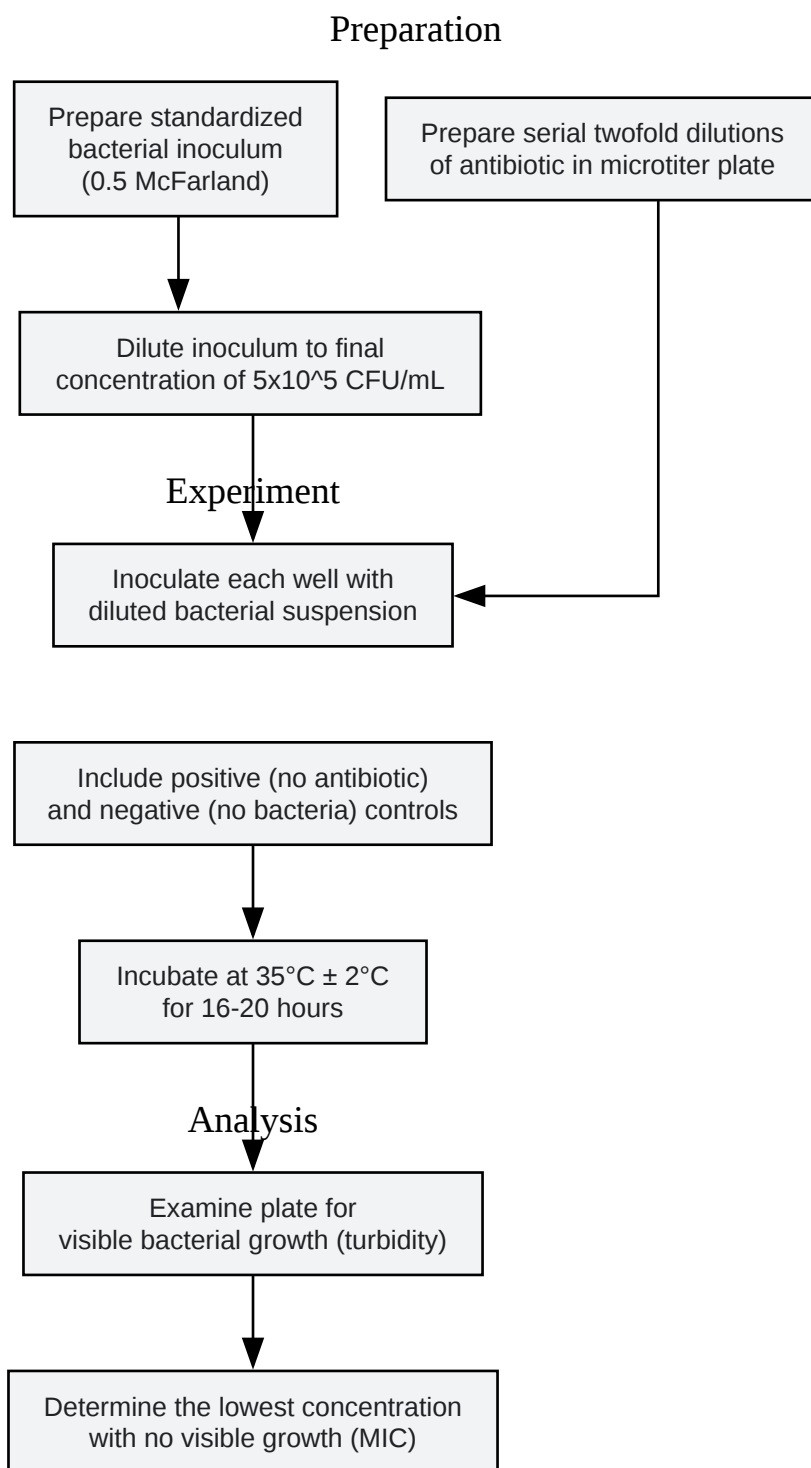 Preparation
Prepare standardized
bacterial inoculum
(0.5 McFarland)
Prepare serial twofold dilutions
of antibiotic in microtiter plate
Dilute inoculum to final
concentration of 5x10^5 CFU/mL
Experiment
Inoculate each well with
diluted bacterial suspension
Include positive (no antibiotic)
and negative (no bacteria) controls
Incubate at 35°C ± 2°C
for 16-20 hours
Analysis
Examine plate for
visible bacterial growth (turbidity)
Determine the lowest concentration
with no visible growth (MIC)